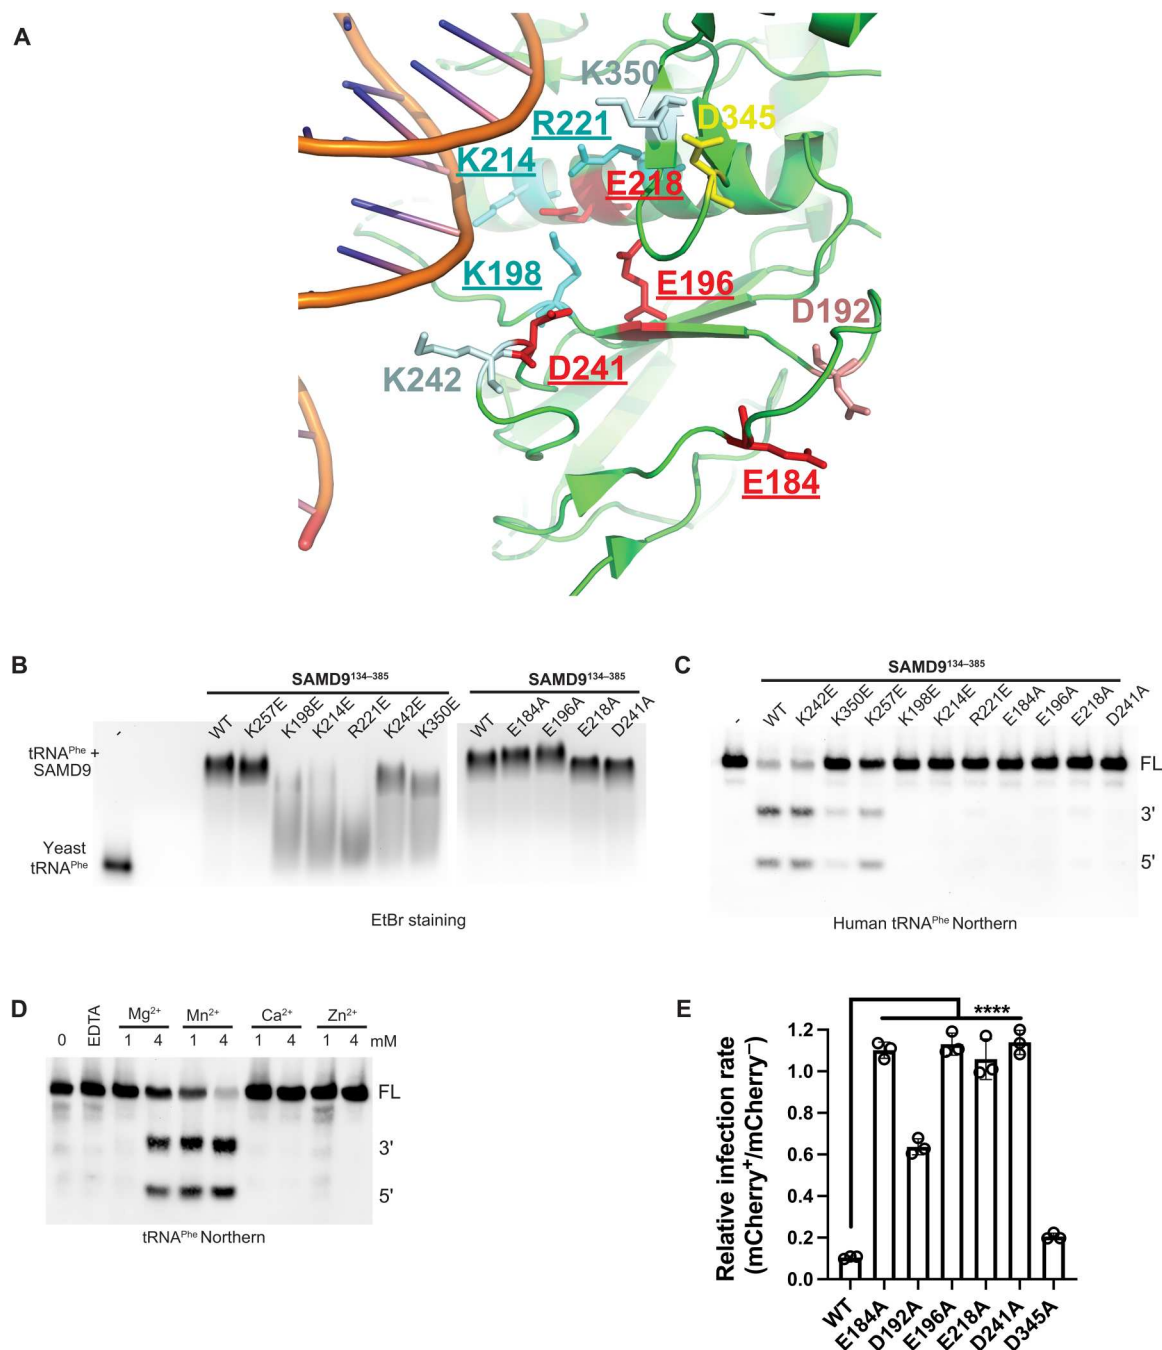 A
K350
D345
R221
K214
E218
K198
E196
D192
K242
D241
E184
B
SAMD9¹³⁴⁻³⁸⁵
SAMD9¹³⁴⁻³⁸⁵
- WT K257E K198E K214E R221E K242E K350E WT E184A E196A E218A D241A
tRNAᴾʰᵉ +
SAMD9
Yeast
tRNAᴾʰᵉ
EtBr staining
C
SAMD9¹³⁴⁻³⁸⁵
- WT K242E K350E K257E K198E K214E R221E E184A E196A E218A D241A
FL
3'
5'
Human tRNAᴾʰᵉ Northern
D
Mg²⁺ Mn²⁺ Ca²⁺ Zn²⁺
0 EDTA 1 4 1 4 1 4 1 4 mM
FL
3'
5'
tRNAᴾʰᵉ Northern
E
****
Relative infection rate
(mCherry⁺/mCherry⁻)
1.2
1.0
0.8
0.6
0.4
0.2
0.0
WT E184A D192A E196A E218A D241A D345A